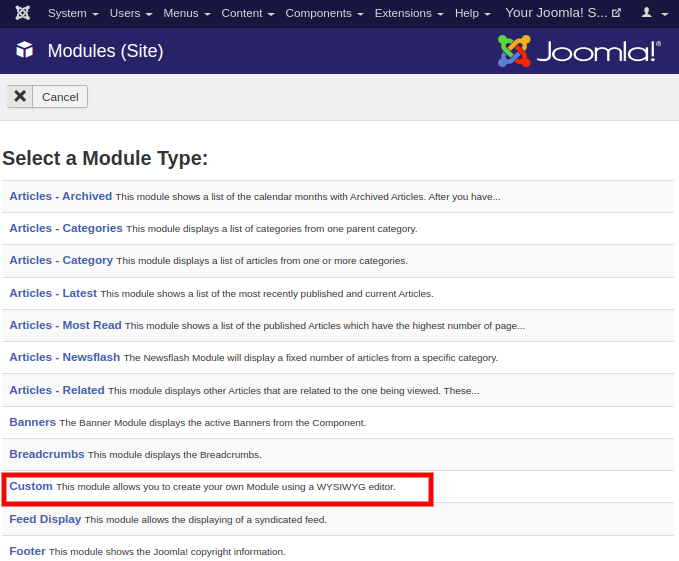 System Users Menus Content Components Extensions Help Your Joomla! S...
Modules (Site) Joomla!®
Cancel
Select a Module Type:
Articles - Archived This module shows a list of the calendar months with Archived Articles. After you have...
Articles - Categories This module displays a list of categories from one parent category.
Articles - Category This module displays a list of articles from one or more categories.
Articles - Latest This module shows a list of the most recently published and current Articles.
Articles - Most Read This module shows a list of the published Articles which have the highest number of page...
Articles - Newsflash The Newsflash Module will display a fixed number of articles from a specific category.
Articles - Related This module displays other Articles that are related to the one being viewed. These...
Banners The Banner Module displays the active Banners from the Component.
Breadcrumbs This module displays the Breadcrumbs.
Custom This module allows you to create your own Module using a WYSIWYG editor.
Feed Display This module allows the displaying of a syndicated feed.
Footer This module shows the Joomla! copyright information.